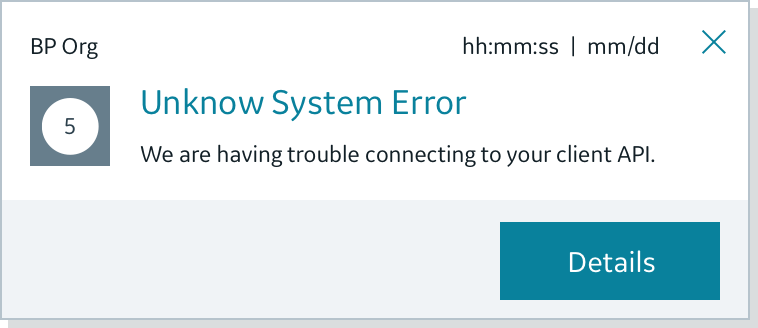 BP Org
hh:mm:ss | mm/dd
5
Unknow System Error
We are having trouble connecting to your client API.
Details